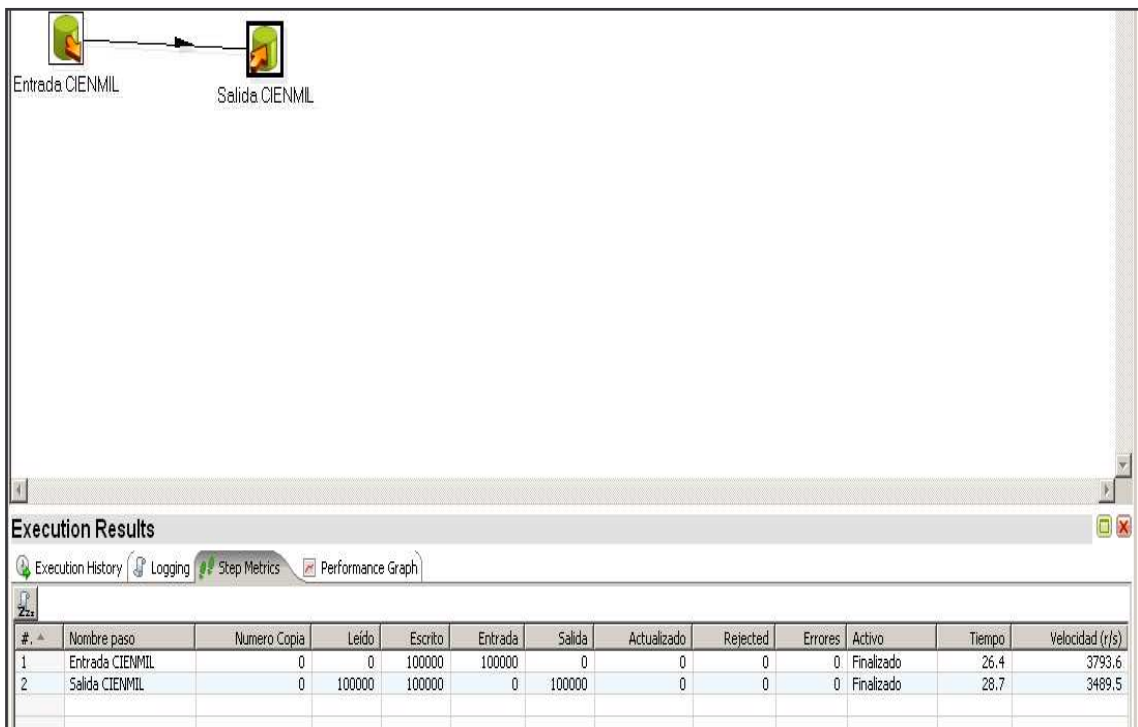 Entrada CIENMIL
Salida CIENMIL
Execution Results
Execution History Logging Step Metrics Performance Graph
#. Nombre paso Numero Copia Leído Escrito Entrada Salida Actualizado Rejected Errores Activo Tiempo Velocidad (r/s)
1 Entrada CIENMIL 0 0 100000 100000 0 0 0 0 Finalizado 26.4 3793.6
2 Salida CIENMIL 0 100000 100000 0 100000 0 0 0 Finalizado 28.7 3489.5